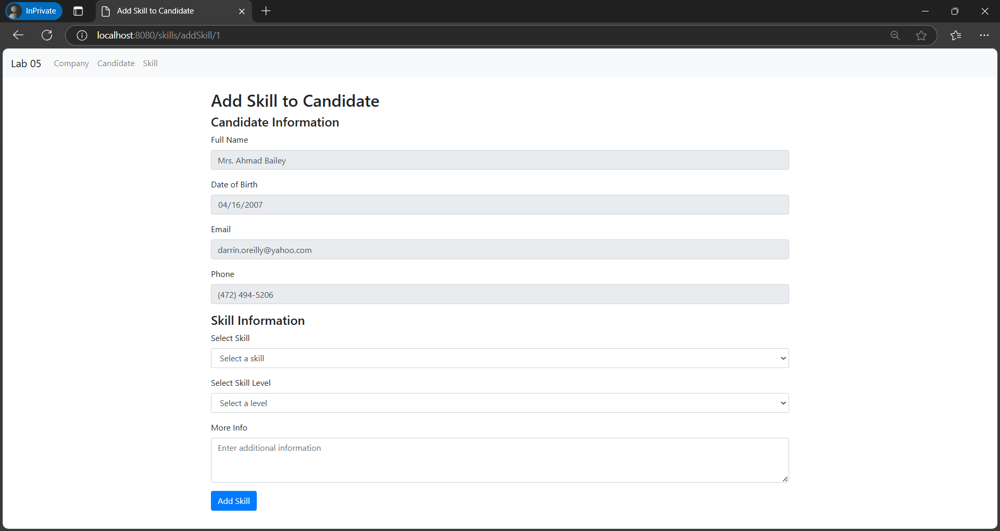 InPrivate
Add Skill to Candidate
localhost:8080/skills/addSkill/1
Lab 05 Company Candidate Skill
Add Skill to Candidate
Candidate Information
Full Name
Mrs. Ahmad Bailey
Date of Birth
04/16/2007
Email
darrin.oreilly@yahoo.com
Phone
(472) 494-5206
Skill Information
Select Skill
Select a skill
Select Skill Level
Select a level
More Info
Enter additional information
Add Skill